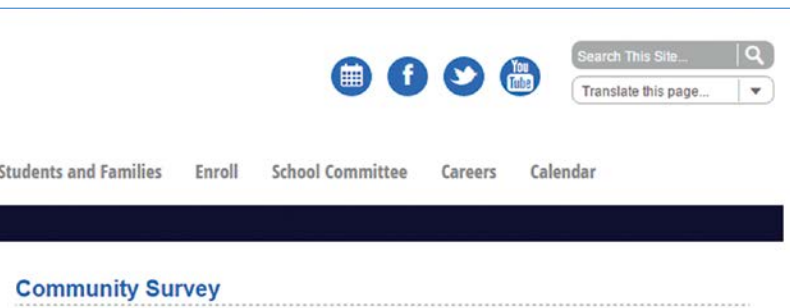 Search This Site...
f
You
Tube
Translate this page...
Students and Families Enroll School Committee Careers Calendar
Community Survey